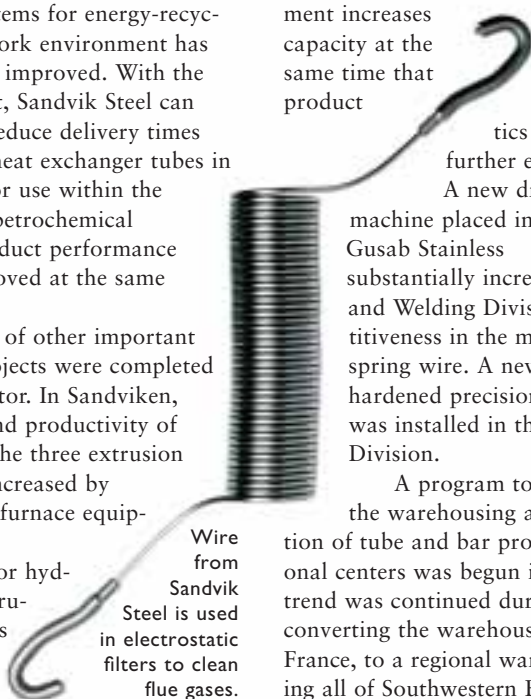 tems for energy-recyc-
ork environment has
improved. With the
t, Sandvik Steel can
educe delivery times
heat exchanger tubes in
or use within the
petrochemical
duct performance
oved at the same
of other important
ojects were completed
tor. In Sandviken,
nd productivity of
he three extrusion
ncreased by
furnace equip-
or hyd-
ru-
s
Wire
from
Sandvik
Steel is used
in electrostatic
filters to clean
flue gases.
ment increases
capacity at the
same time that
product
tics
further e
A new d
machine placed in
Gusab Stainless
substantially incre
and Welding Divis
titiveness in the m
spring wire. A new
hardened precision
was installed in th
Division.
A program to
the warehousing a
tion of tube and bar pro
onal centers was begun i
trend was continued dur
converting the warehous
France, to a regional war
ing all of Southwestern E